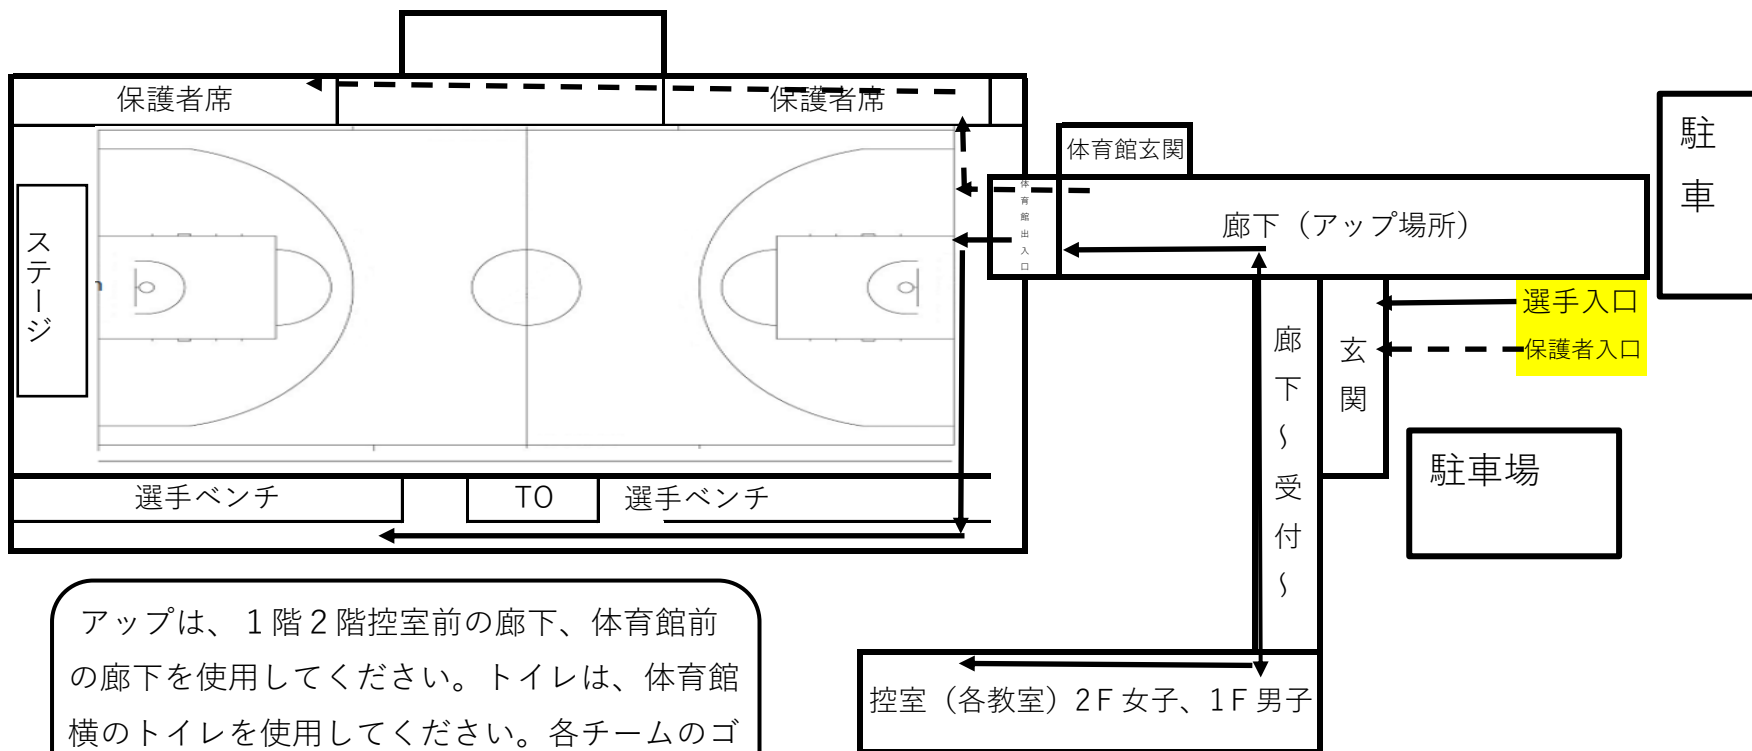 保護者席
保護者席
駐
車
体育館玄関
体育館出入口
廊下（アップ場所）
ステージ
選手入口
保護者入口
廊下～受付～
玄関
駐車場
選手ベンチ
TO
選手ベンチ
アップは、１階２階控室前の廊下、体育館前
の廊下を使用してください。トイレは、体育館
横のトイレを使用してください。各チームのゴ
控室（各教室）2Ｆ女子、1Ｆ男子